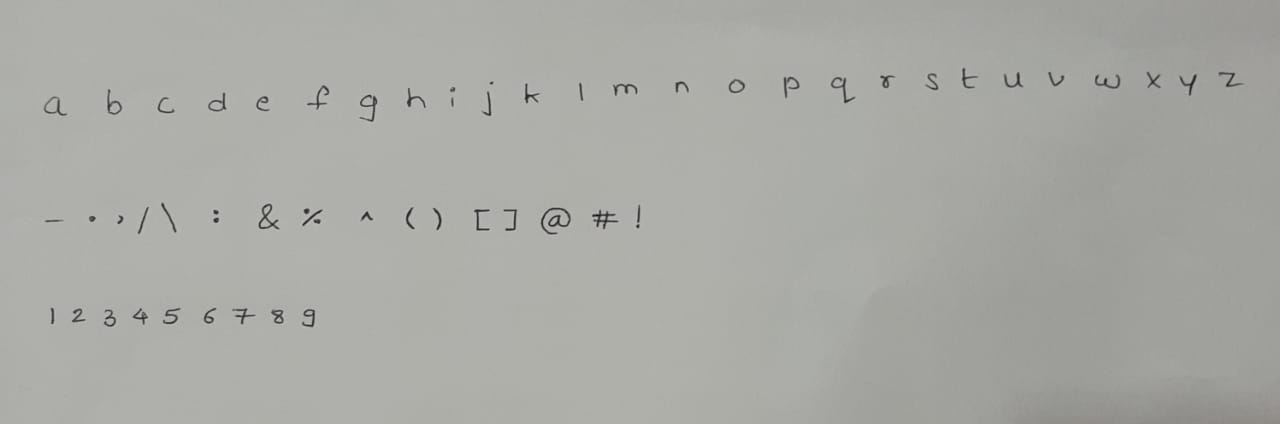 a b c d e f g h i j k l m n o p q r s t u v w x y z
- . , / \ : & % ^ ( ) [ ] @ # !
1 2 3 4 5 6 7 8 9